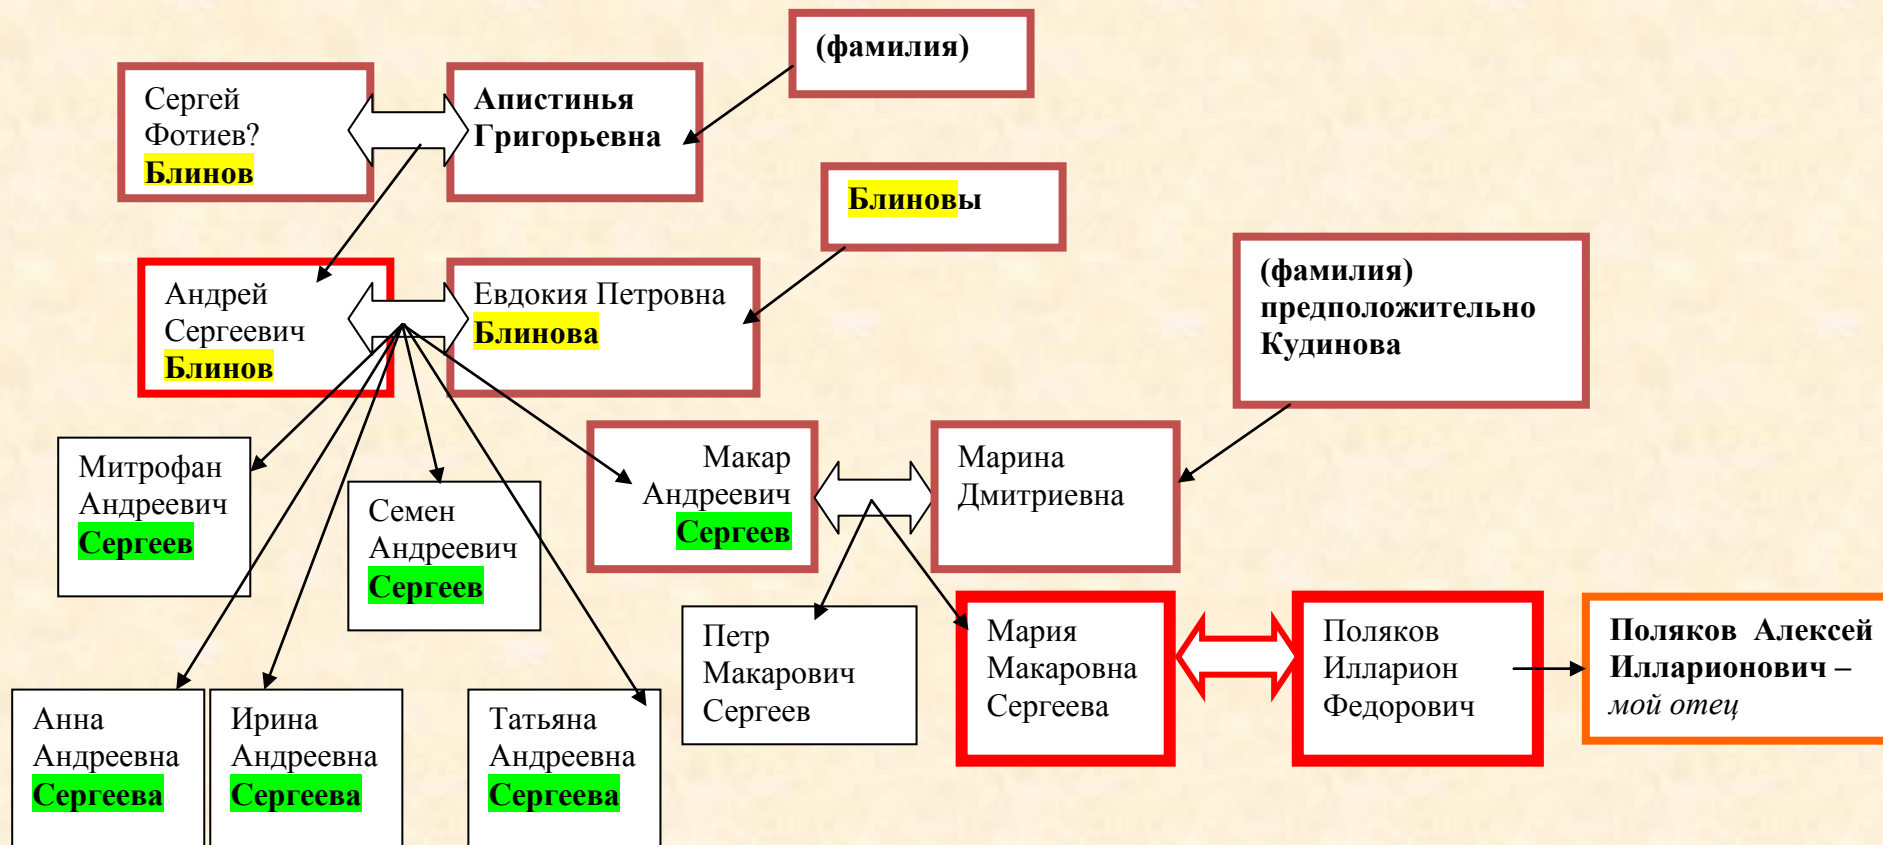 (фамилия)
Сергей
Фотиев?
Блинов
Апистинья
Григорьевна
Блиновы
Андрей
Сергеевич
Блинов
Евдокия Петровна
Блинова
(фамилия)
предположительно
Кудинова
Митрофан
Андреевич
Сергеев
Семен
Андреевич
Сергеев
Макар
Андреевич
Сергеев
Марина
Дмитриевна
Анна
Андреевна
Сергеева
Ирина
Андреевна
Сергеева
Татьяна
Андреевна
Сергеева
Петр
Макарович
Сергеев
Мария
Макаровна
Сергеева
Поляков
Илларион
Федорович
Поляков Алексей
Илларионович –
мой отец